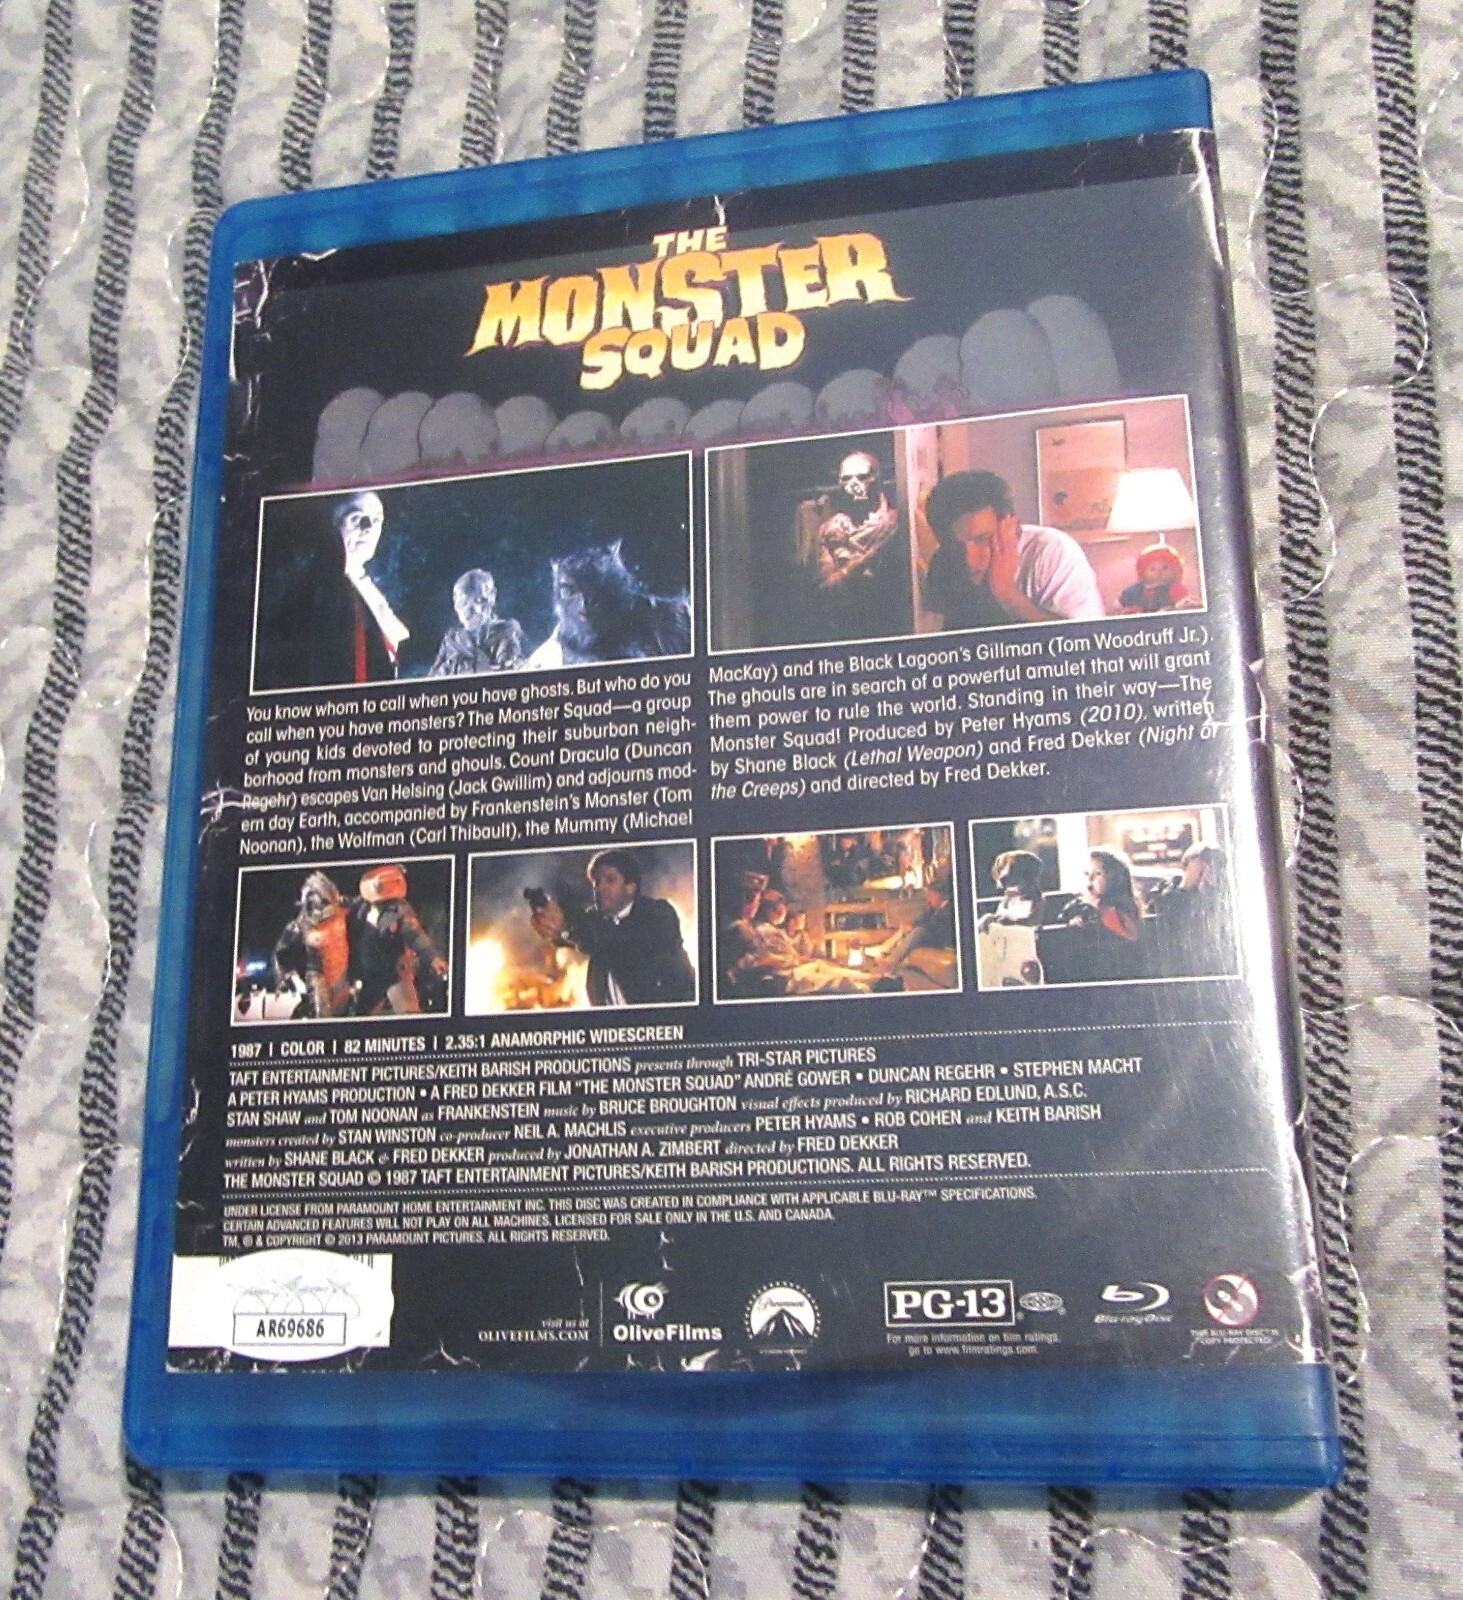 THE
MONSTER
SQUAD
You know whom to call when you have ghosts. But who do you
call when you have monsters? The Monster Squad—a group
of young kids devoted to protecting their suburban neigh-
borhood from monsters and ghouls. Count Dracula (Duncan
Regehr) escapes Van Helsing (Jack Gwillim) and adjourns mod-
ern day Earth, accompanied by Frankenstein's Monster (Tom
Noonan), the Wolfman (Carl Thibault), the Mummy (Michael
MacKay) and the Black Lagoon's Gillman (Tom Woodruff Jr.).
The ghouls are in search of a powerful amulet that will grant
them power to rule the world. Standing in their way—The
Monster Squad! Produced by Peter Hyams (2010), written
by Shane Black (Lethal Weapon) and Fred Dekker (Night of
the Creeps) and directed by Fred Dekker.
1987 | COLOR | 82 MINUTES | 2.35:1 ANAMORPHIC WIDESCREEN
TAFT ENTERTAINMENT PICTURES/KEITH BARISH PRODUCTIONS presents through TRI-STAR PICTURES
A PETER HYAMS PRODUCTION • A FRED DEKKER FILM "THE MONSTER SQUAD" ANDRÉ GOWER • DUNCAN REGEHR • STEPHEN MACHT
STAN SHAW and TOM NOONAN as FRANKENSTEIN music by BRUCE BROUGHTON visual effects produced by RICHARD EDLUND, A.S.C.
monsters created by STAN WINSTON co-producer NEIL A. MACHLIS executive producers PETER HYAMS • ROB COHEN and KEITH BARISH
written by SHANE BLACK & FRED DEKKER produced by JONATHAN A. ZIMBERT directed by FRED DEKKER
THE MONSTER SQUAD © 1987 TAFT ENTERTAINMENT PICTURES/KEITH BARISH PRODUCTIONS. ALL RIGHTS RESERVED.
UNDER LICENSE FROM PARAMOUNT HOME ENTERTAINMENT INC. THIS DISC WAS CREATED IN COMPLIANCE WITH APPLICABLE BLU-RAY™ SPECIFICATIONS.
CERTAIN ADVANCED FEATURES WILL NOT PLAY ON ALL MACHINES. LICENSED FOR SALE ONLY IN THE U.S. AND CANADA.
TM, ® & COPYRIGHT © 2013 PARAMOUNT PICTURES. ALL RIGHTS RESERVED.
AR69686
visit us at
OLIVEFILMS.COM
OliveFilms
Paramount
PG-13
For more information on film ratings,
go to www.filmratings.com.
Blu-ray Disc
THIS BLU-RAY DISC™ IS
COPY PROTECTED